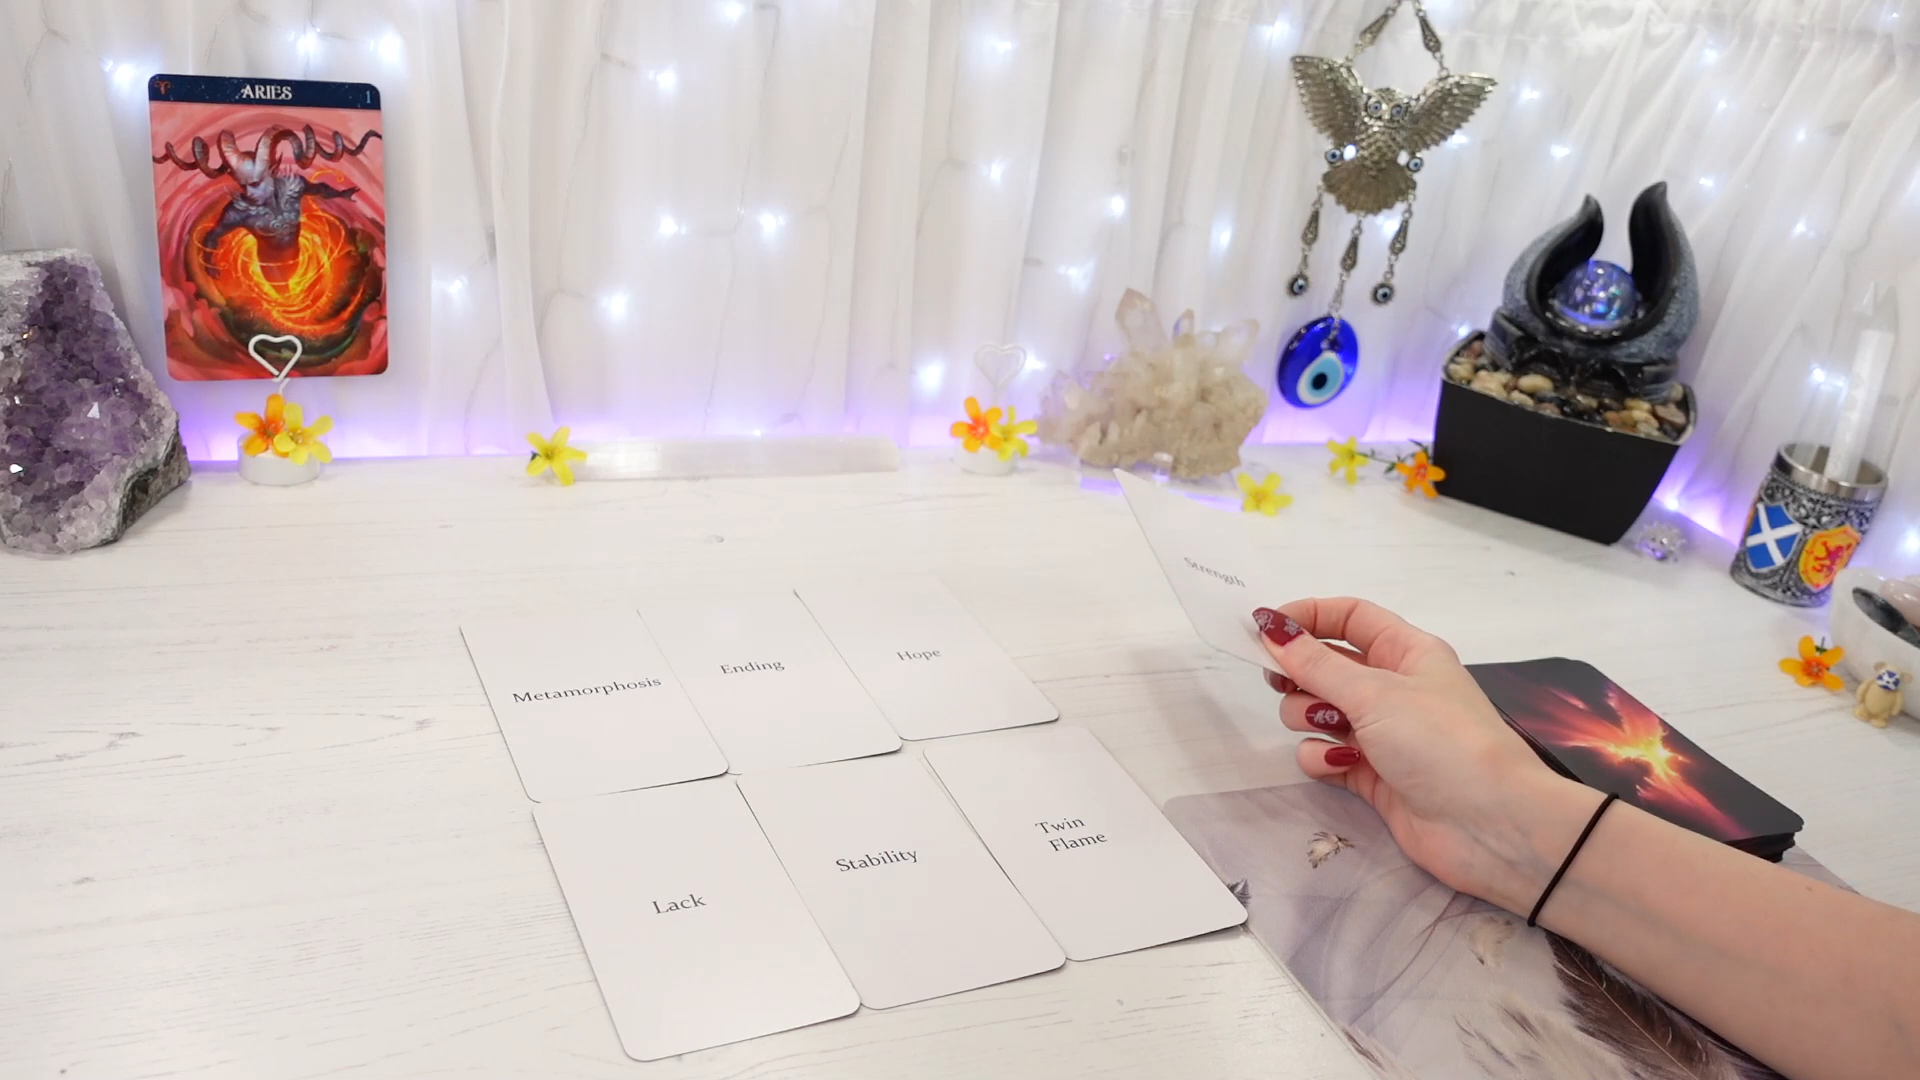 ARIES
1
Strength
Metamorphosis
Ending
Hope
Lack
Stability
Twin
Flame